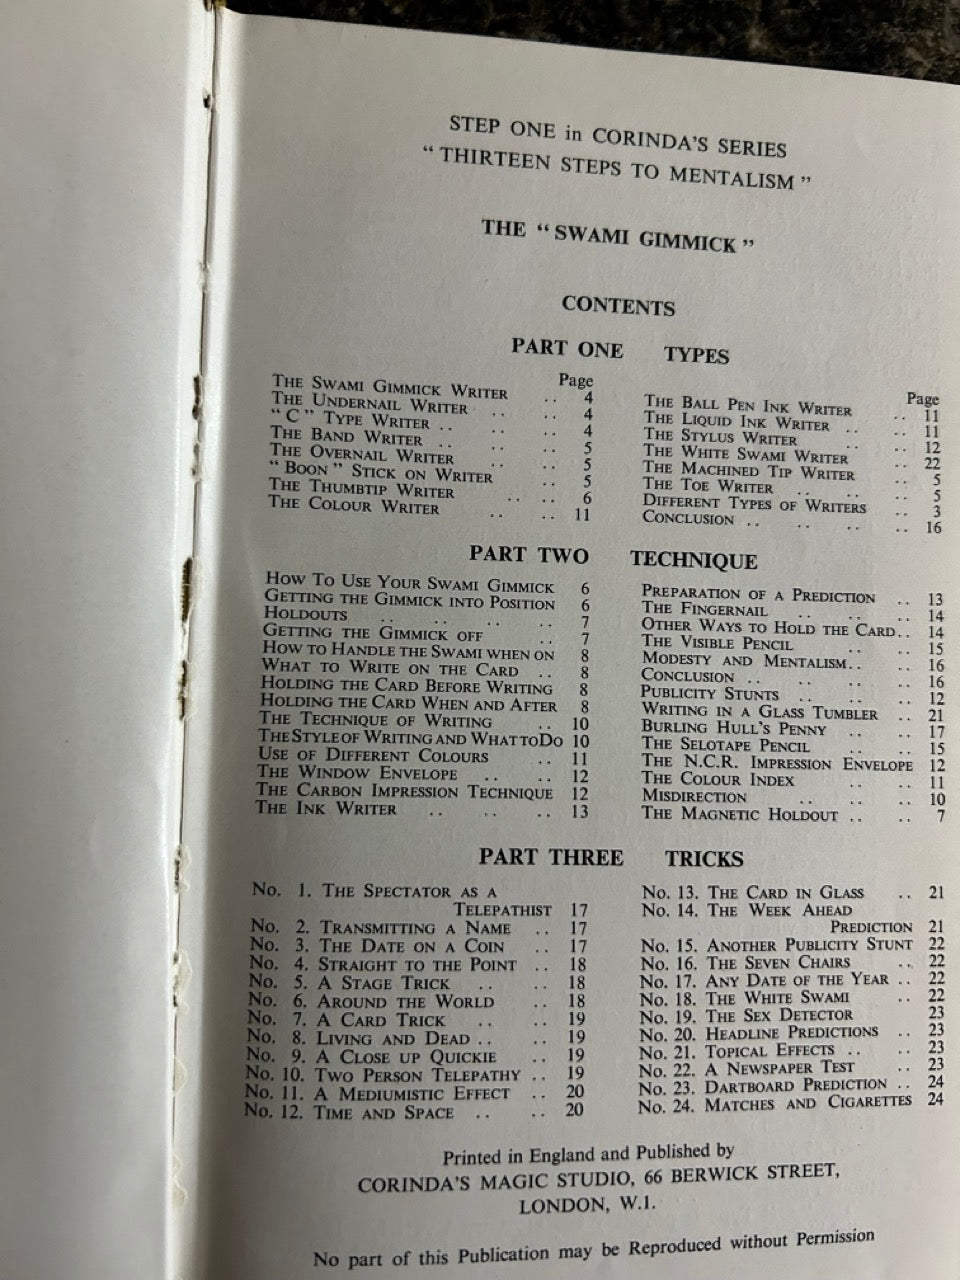 STEP ONE in CORINDA'S SERIES
“ THIRTEEN STEPS TO MENTALISM ”
THE “ SWAMI GIMMICK ”
CONTENTS
PART ONE TYPES
Page
THE SWAMI GIMMICK WRITER .. 4
THE UNDERNAIL WRITER .. .. 4
“ C ” TYPE WRITER .. .. .. 4
THE BAND WRITER .. .. .. 5
THE OVERNAIL WRITER .. .. 5
“ BOON ” STICK ON WRITER .. 5
THE THUMBTIP WRITER .. .. 6
THE COLOUR WRITER .. .. 11
Page
THE BALL PEN INK WRITER .. 11
THE LIQUID INK WRITER .. .. 11
THE STYLUS WRITER .. .. 12
THE WHITE SWAMI WRITER .. 22
THE MACHINED TIP WRITER .. 5
THE TOE WRITER .. .. .. 5
DIFFERENT TYPES OF WRITERS .. 3
CONCLUSION .. .. .. .. 16
PART TWO TECHNIQUE
HOW TO USE YOUR SWAMI GIMMICK 6
GETTING THE GIMMICK INTO POSITION 6
HOLDOUTS .. .. .. .. 7
GETTING THE GIMMICK OFF .. 7
HOW TO HANDLE THE SWAMI WHEN ON 8
WHAT TO WRITE ON THE CARD .. 8
HOLDING THE CARD BEFORE WRITING 8
HOLDING THE CARD WHEN AND AFTER 8
THE TECHNIQUE OF WRITING .. 10
THE STYLE OF WRITING AND WHAT TO DO 10
USE OF DIFFERENT COLOURS .. 11
THE WINDOW ENVELOPE .. .. 12
THE CARBON IMPRESSION TECHNIQUE 12
THE INK WRITER .. .. .. 13
PREPARATION OF A PREDICTION .. 13
THE FINGERNAIL .. .. .. 14
OTHER WAYS TO HOLD THE CARD.. 14
THE VISIBLE PENCIL .. .. 15
MODESTY AND MENTALISM.. .. 16
CONCLUSION .. .. .. .. 16
PUBLICITY STUNTS .. .. .. 12
WRITING IN A GLASS TUMBLER .. 21
BURLING HULL'S PENNY .. .. 17
THE SELOTAPE PENCIL .. .. 15
THE N.C.R. IMPRESSION ENVELOPE 12
THE COLOUR INDEX .. .. 11
MISDIRECTION .. .. .. 10
THE MAGNETIC HOLDOUT .. .. 7
PART THREE TRICKS
No. 1. THE SPECTATOR AS A
TELEPATHIST 17
No. 2. TRANSMITTING A NAME .. 17
No. 3. THE DATE ON A COIN .. 17
No. 4. STRAIGHT TO THE POINT .. 18
No. 5. A STAGE TRICK .. .. 18
No. 6. AROUND THE WORLD .. 18
No. 7. A CARD TRICK .. .. 19
No. 8. LIVING AND DEAD .. .. 19
No. 9. A CLOSE UP QUICKIE .. 19
No. 10. TWO PERSON TELEPATHY .. 19
No. 11. A MEDIUMISTIC EFFECT .. 20
No. 12. TIME AND SPACE .. .. 20
No. 13. THE CARD IN GLASS .. 21
No. 14. THE WEEK AHEAD
PREDICTION 21
No. 15. ANOTHER PUBLICITY STUNT 22
No. 16. THE SEVEN CHAIRS .. 22
No. 17. ANY DATE OF THE YEAR .. 22
No. 18. THE WHITE SWAMI .. 22
No. 19. THE SEX DETECTOR 23
No. 20. HEADLINE PREDICTIONS .. 23
No. 21. TOPICAL EFFECTS .. .. 23
No. 22. A NEWSPAPER TEST .. 23
No. 23. DARTBOARD PREDICTION .. 24
No. 24. MATCHES AND CIGARETTES 24
Printed in England and Published by
CORINDA'S MAGIC STUDIO, 66 BERWICK STREET,
LONDON, W.1.
No part of this Publication may be Reproduced without Permission